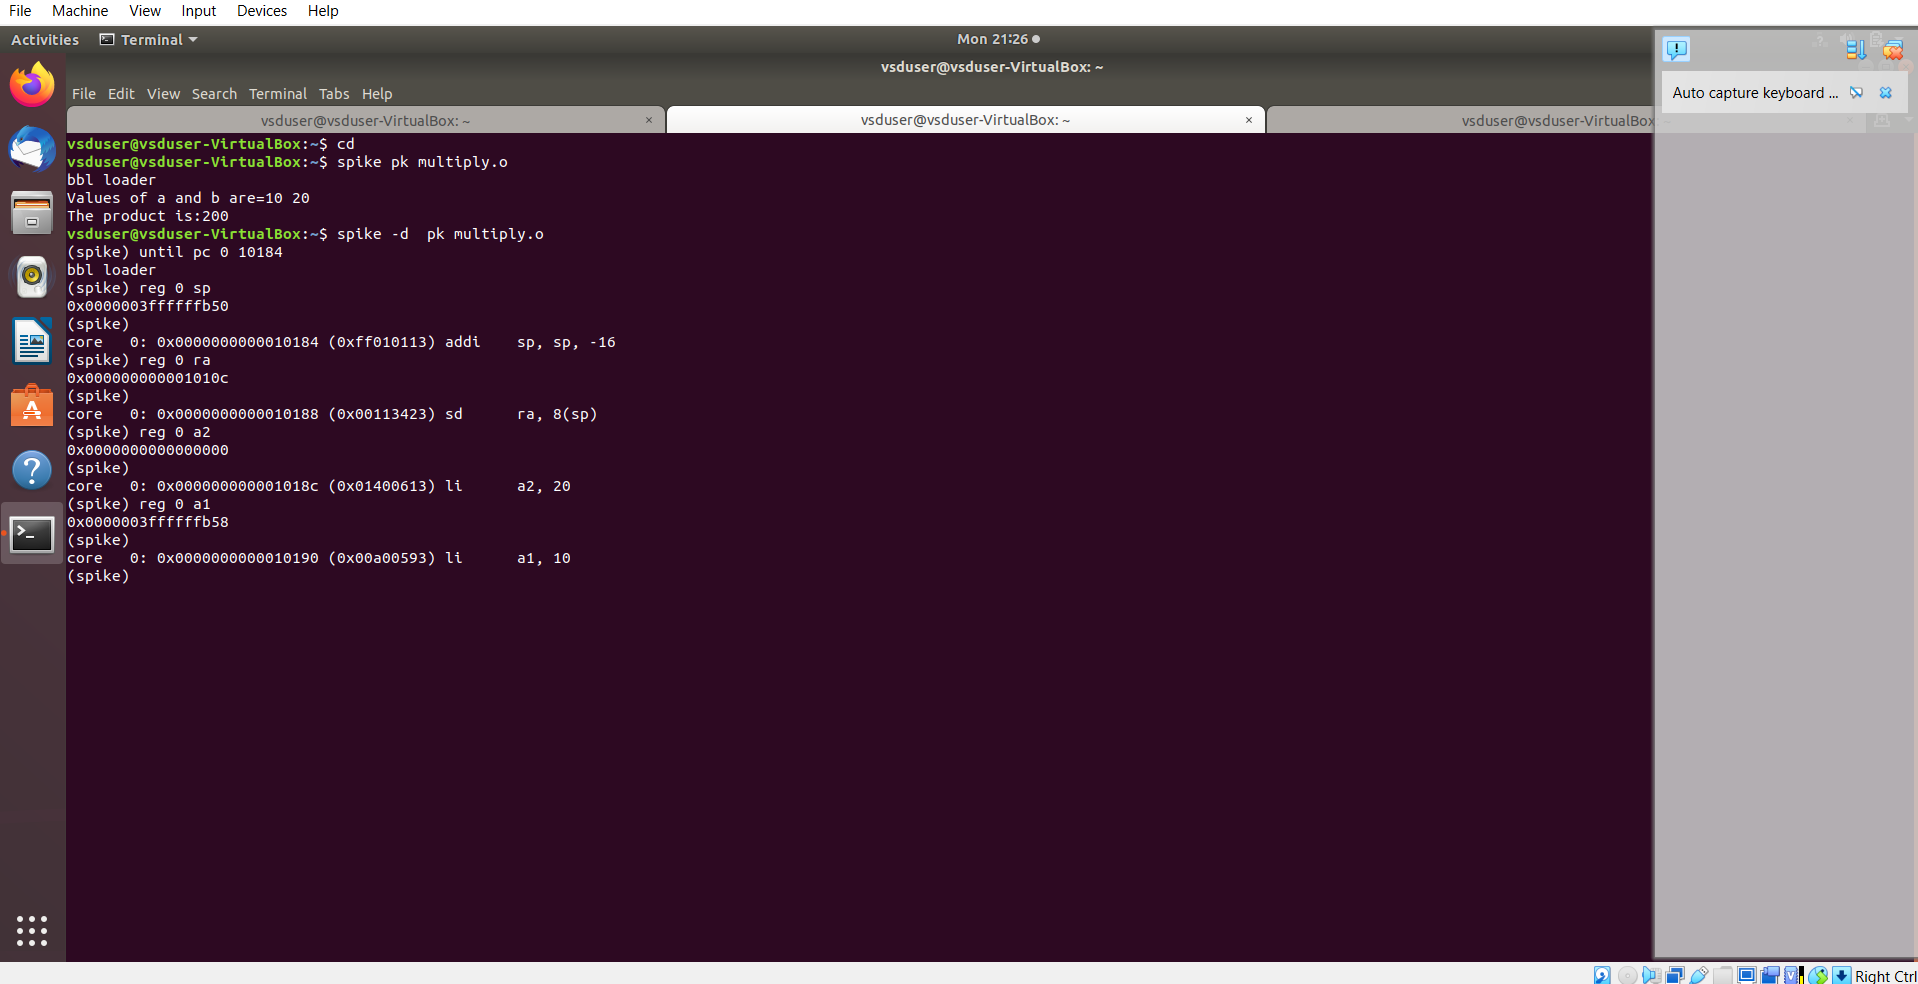 File Machine View Input Devices Help
Activities Terminal Mon 21:26
vsduser@vsduser-VirtualBox: ~
File Edit View Search Terminal Tabs Help
Auto capture keyboard ...
vsduser@vsduser-VirtualBox: ~ × vsduser@vsduser-VirtualBox: ~ × vsduser@vsduser-VirtualBox: ~
vsduser@vsduser-VirtualBox:~$ cd
vsduser@vsduser-VirtualBox:~$ spike pk multiply.o
bbl loader
Values of a and b are=10 20
The product is:200
vsduser@vsduser-VirtualBox:~$ spike -d  pk multiply.o
(spike) until pc 0 10184
bbl loader
(spike) reg 0 sp
0x0000003ffffffb50
(spike)
core   0: 0x0000000000010184 (0xff010113) addi    sp, sp, -16
(spike) reg 0 ra
0x000000000001010c
(spike)
core   0: 0x0000000000010188 (0x00113423) sd      ra, 8(sp)
(spike) reg 0 a2
0x0000000000000000
(spike)
core   0: 0x000000000001018c (0x01400613) li      a2, 20
(spike) reg 0 a1
0x0000003ffffffb58
(spike)
core   0: 0x0000000000010190 (0x00a00593) li      a1, 10
(spike)
Right Ctrl